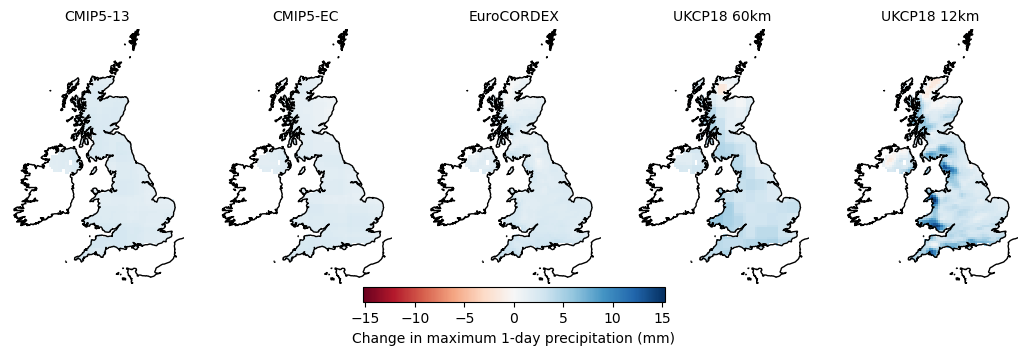 CMIP5-13 CMIP5-EC EuroCORDEX UKCP18 60km UKCP18 12km
−15 −10 −5 0 5 10 15
Change in maximum 1-day precipitation (mm)